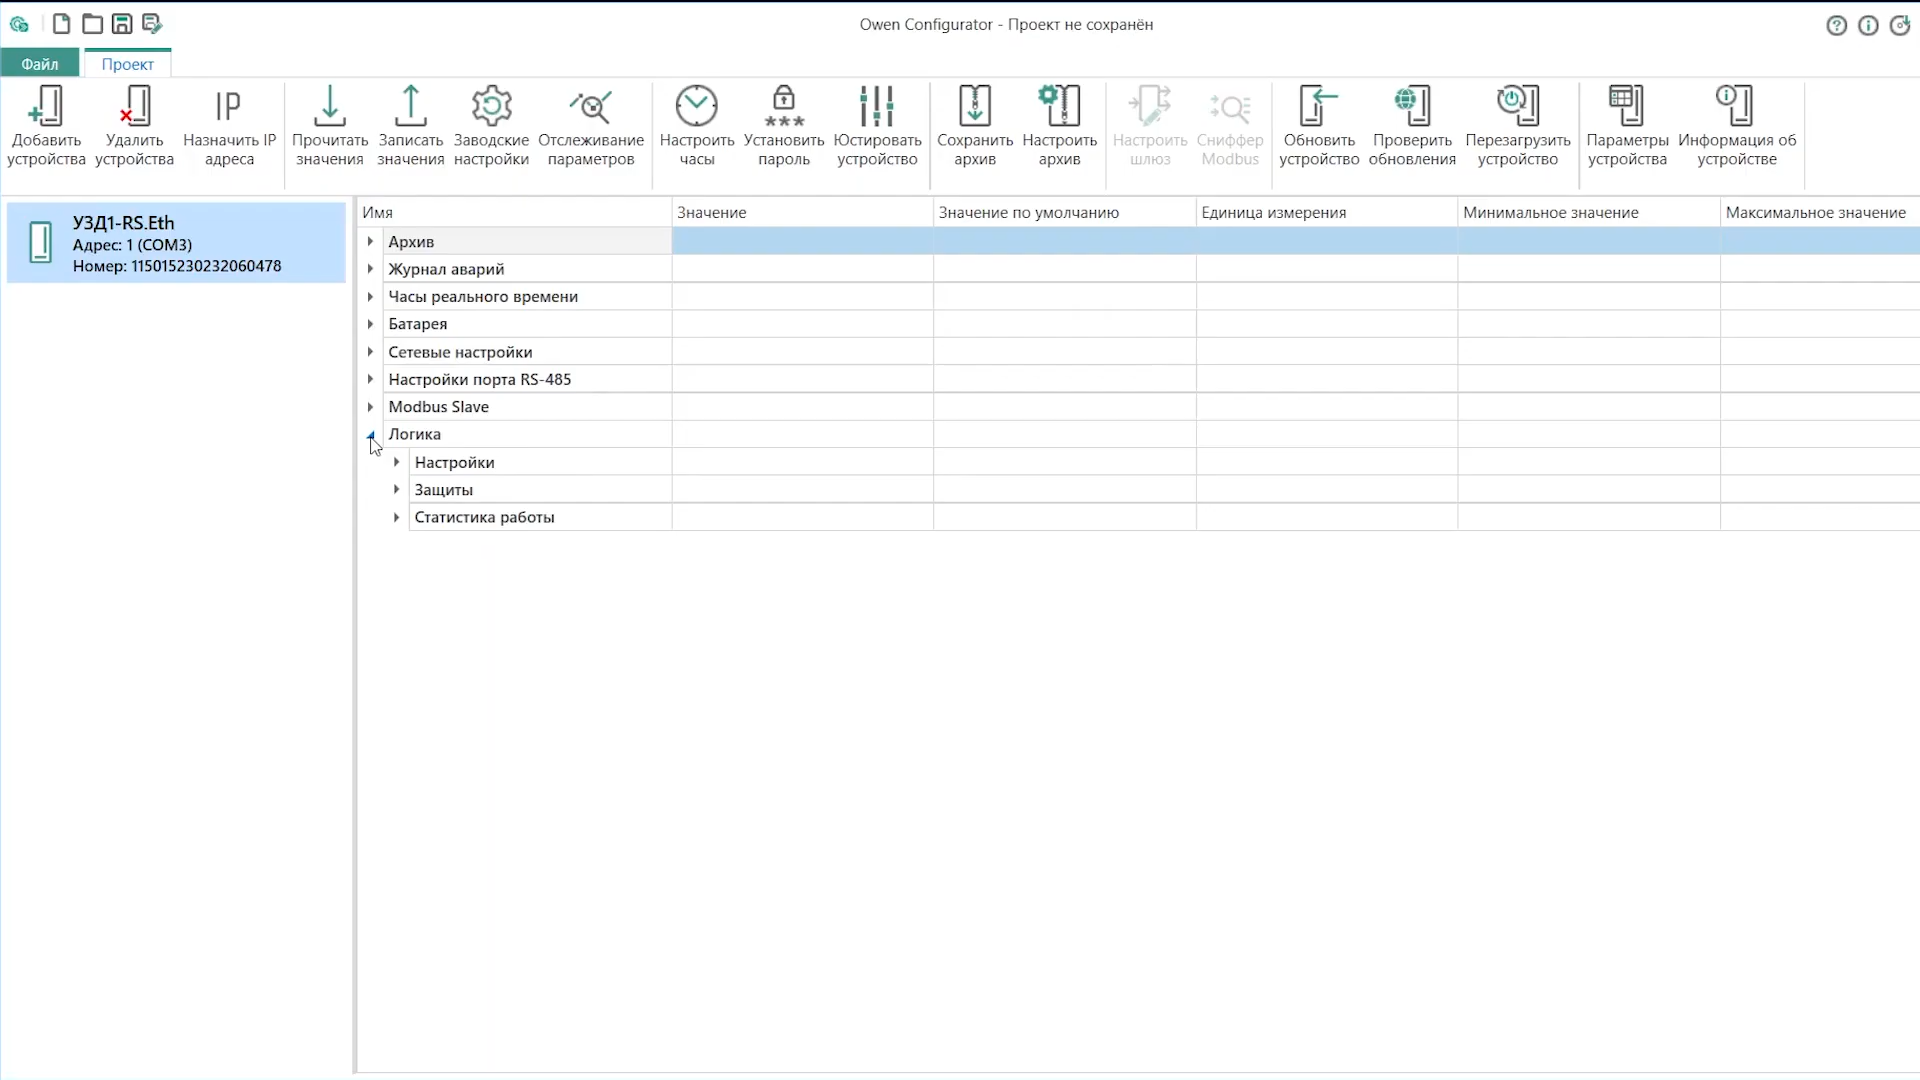 Owen Configurator - Проект не сохранён
Файл
Проект
Добавить устройства
Удалить устройства
IP
Назначить IP адреса
Прочитать значения
Записать значения
Заводские настройки
Отслеживание параметров
Настроить часы
***
Установить пароль
Юстировать устройство
Сохранить архив
Настроить архив
Настроить шлюз
Сниффер Modbus
Обновить устройство
Проверить обновления
Перезагрузить устройство
Параметры устройства
Информация об устройстве
УЗД1-RS.Eth
Адрес: 1 (COM3)
Номер: 115015230232060478
Имя
Значение
Значение по умолчанию
Единица измерения
Минимальное значение
Максимальное значение
Архив
Журнал аварий
Часы реального времени
Батарея
Сетевые настройки
Настройки порта RS-485
Modbus Slave
Логика
Настройки
Защиты
Статистика работы